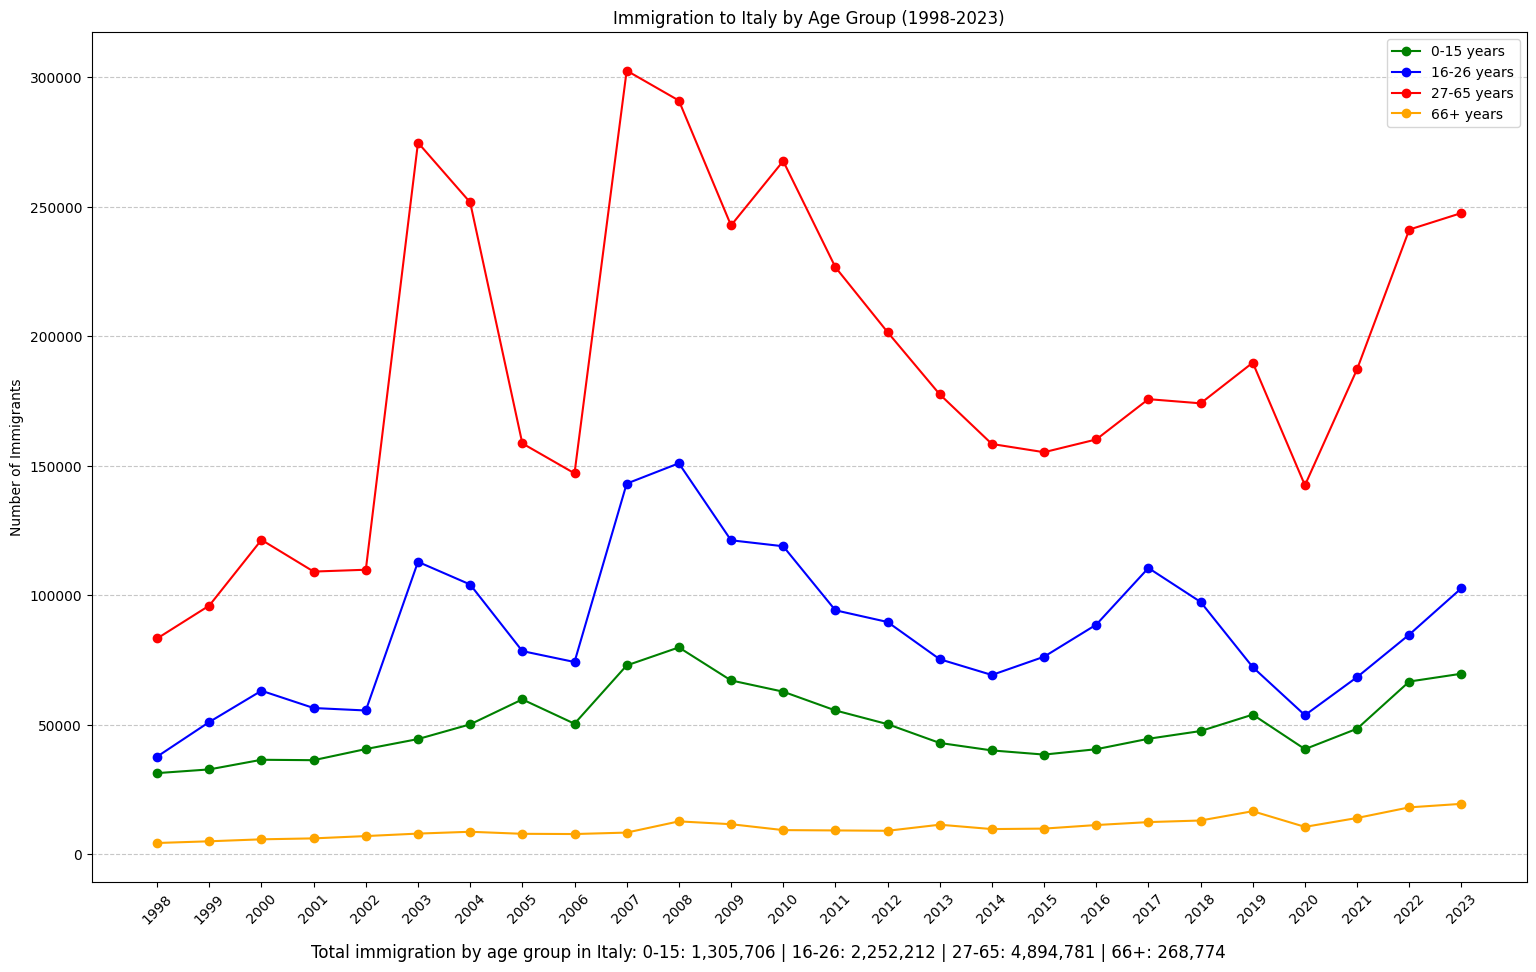 Immigration to Italy by Age Group (1998-2023)
0-15 years
16-26 years
27-65 years
66+ years
Number of Immigrants
300000
250000
200000
150000
100000
50000
0
1998 1999 2000 2001 2002 2003 2004 2005 2006 2007 2008 2009 2010 2011 2012 2013 2014 2015 2016 2017 2018 2019 2020 2021 2022 2023
Total immigration by age group in Italy: 0-15: 1,305,706 | 16-26: 2,252,212 | 27-65: 4,894,781 | 66+: 268,774